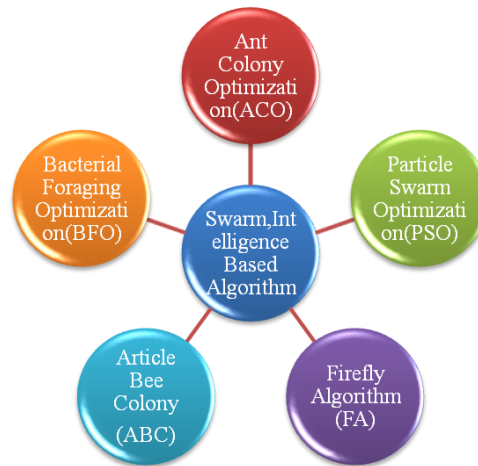 Ant
Colony
Optimizati
on(ACO)
Bacterial
Foraging
Optimizati
on(BFO)
Particle
Swarm
Optimizati
on(PSO)
Swarm,Int
elligence
Based
Algorithm
Article
Bee
Colony
(ABC)
Firefly
Algorithm
(FA)